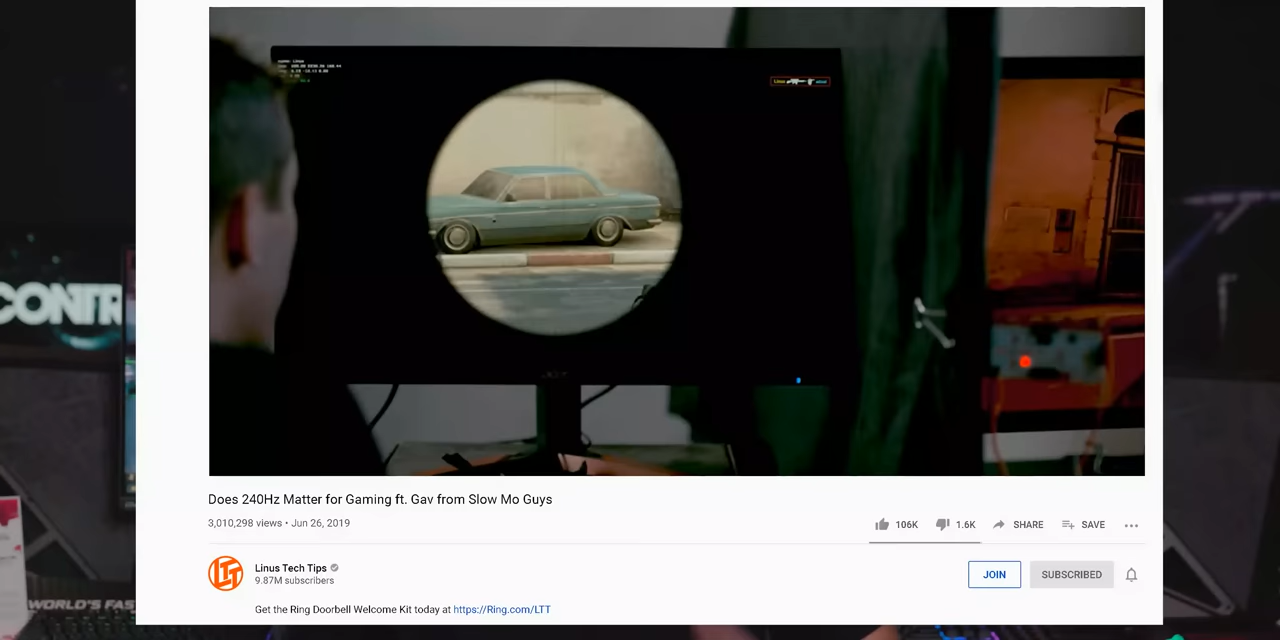 CONTR
Does 240Hz Matter for Gaming ft. Gav from Slow Mo Guys
3,010,298 views • Jun 26, 2019
106K
1.6K
SHARE
SAVE
LTT
Linus Tech Tips
9.87M subscribers
JOIN
SUBSCRIBED
Get the Ring Doorbell Welcome Kit today at https://Ring.com/LTT
WORLD'S FAS